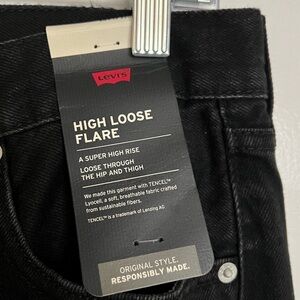 Levi's
HIGH LOOSE
FLARE
A SUPER HIGH RISE
LOOSE THROUGH
THE HIP AND THIGH
We made this garment with TENCEL™
Lyocell, a soft, breathable fabric crafted
from sustainable fibers.
TENCEL™ is a trademark of Lenzing AG.
ORIGINAL STYLE.
RESPONSIBLY MADE.